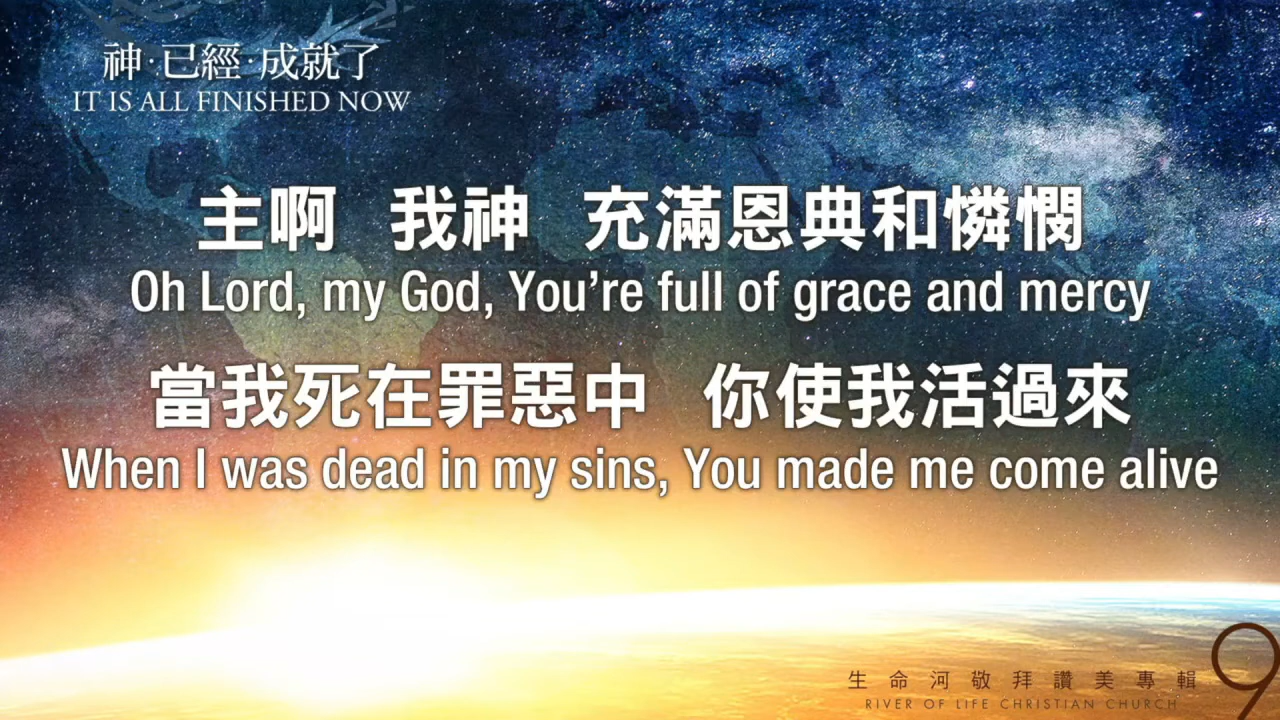 神·已經·成就了
IT IS ALL FINISHED NOW
主啊 我神 充滿恩典和憐憫
Oh Lord, my God, You're full of grace and mercy
當我死在罪惡中 你使我活過來
When I was dead in my sins, You made me come alive
生命河敬拜讚美專輯 9
RIVER OF LIFE CHRISTIAN CHURCH